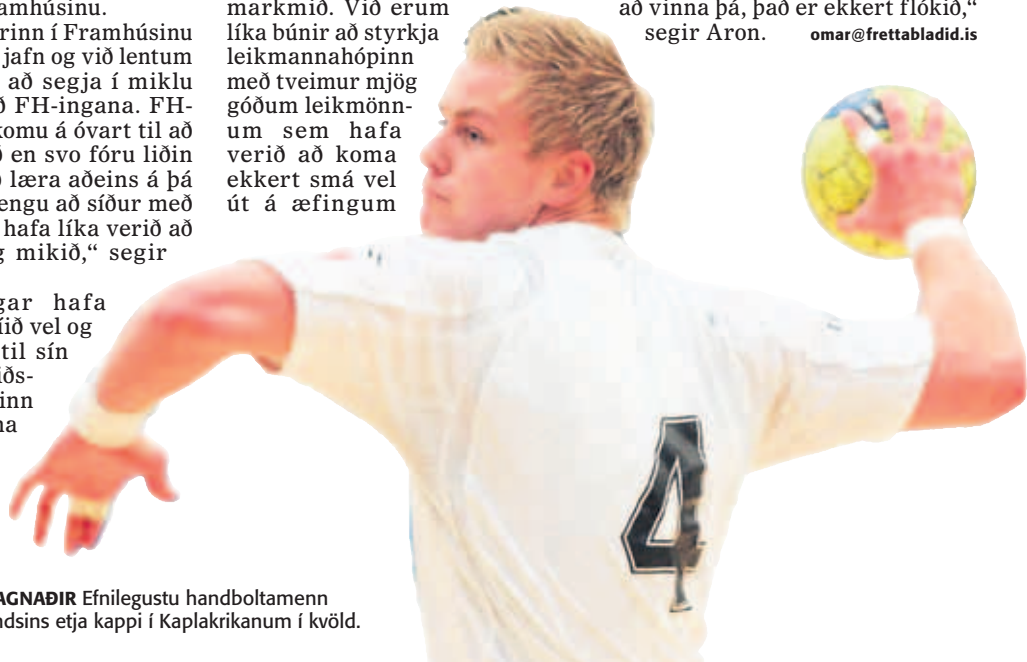 amhúsinu.
rinn í Framhúsinu
jafn og við lentum
að segja í miklu
ð FH-ingana. FH-
komu á óvart til að
en svo fóru liðin
læra aðeins á þá
engu að síður með
hafa líka verið að
g mikið,“ segir
gar hafa
íið vel og
til sín
iðs-
inn
na
markmið. Við erum
líka búnir að styrkja
leikmannahópinn
með tveimur mjög
góðum leikmönn-
um sem hafa
verið að koma
ekkert smá vel
út á æfingum
að vinna þá, það er ekkert flókið,“
segir Aron. omar@frettabladid.is
4
AGNAÐIR Efnilegustu handboltamenn
ndsins etja kappi í Kaplakrikanum í kvöld.